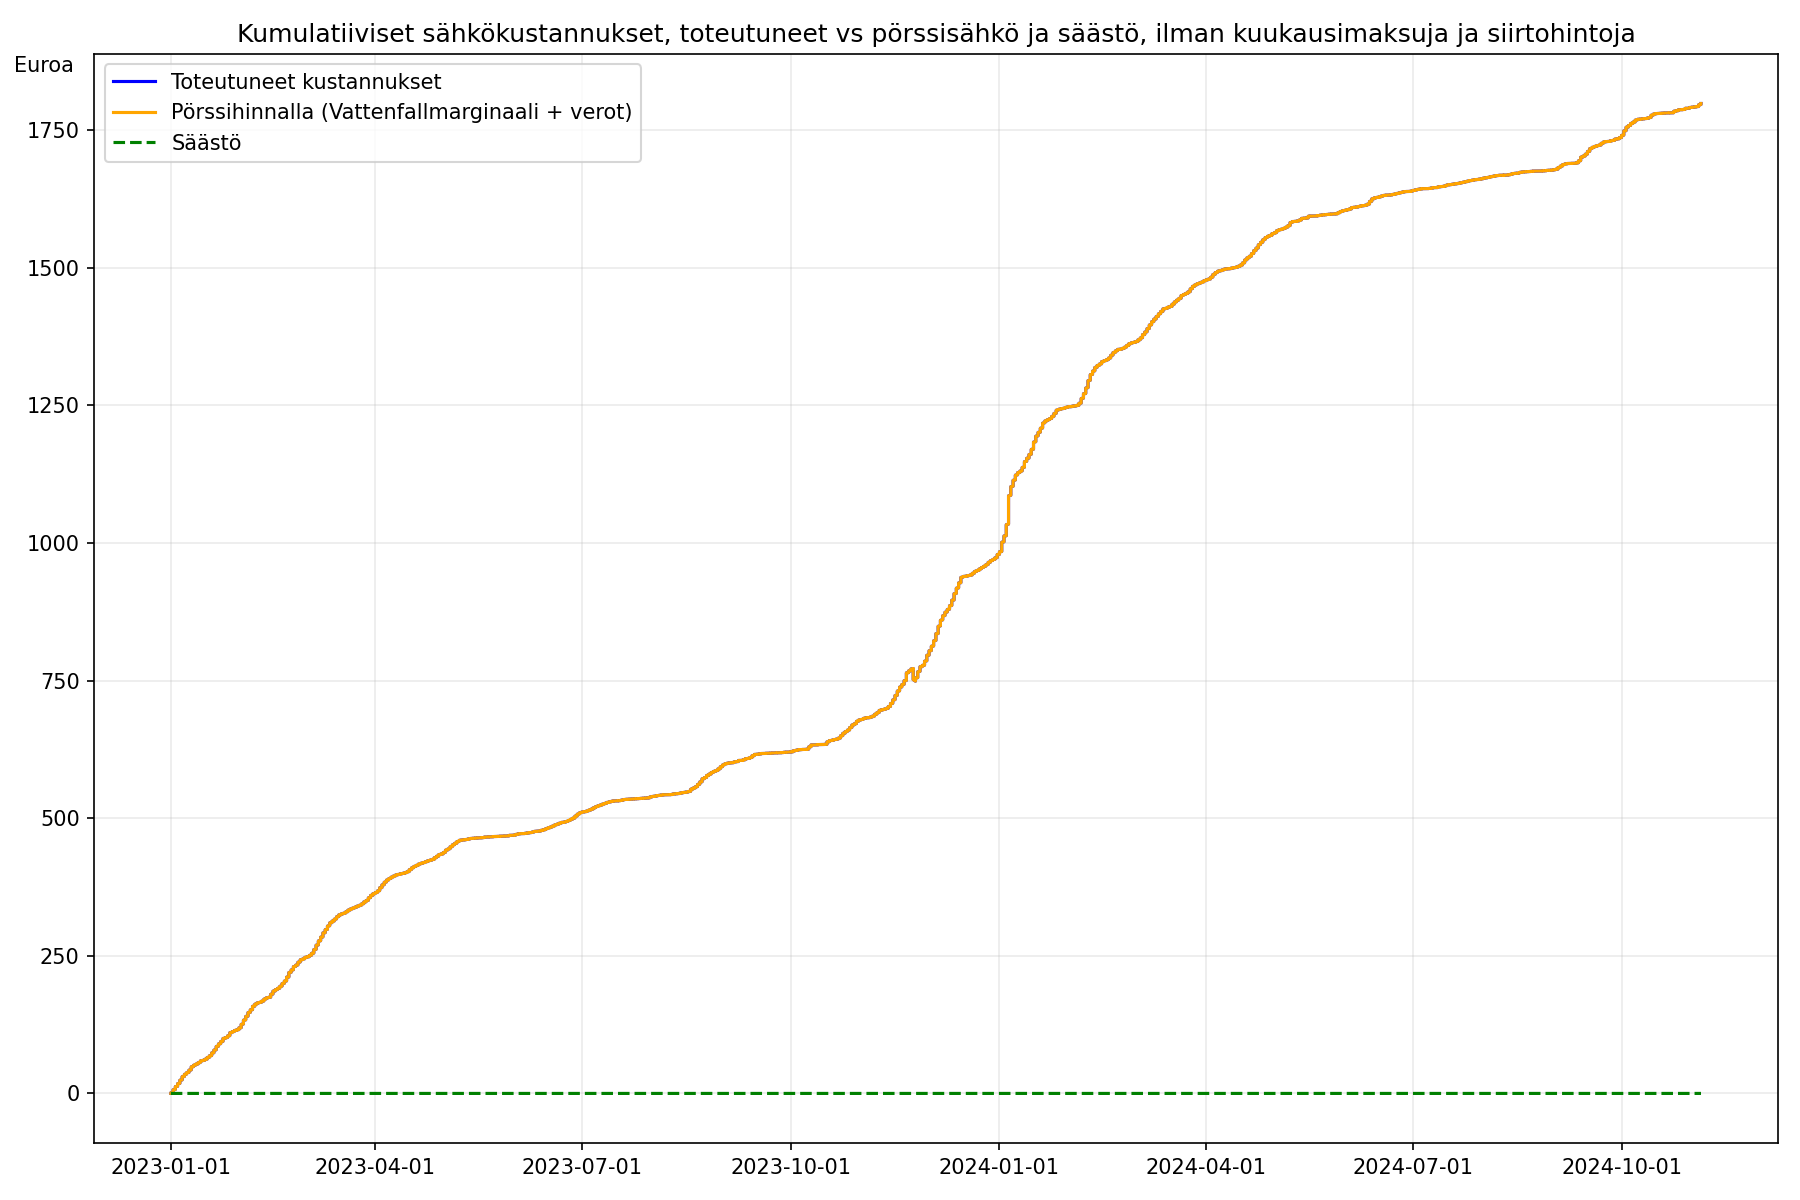 Kumulatiiviset sähkökustannukset, toteutuneet vs pörssisähkö ja säästö, ilman kuukausimaksuja ja siirtohintoja
Euroa
Toteutuneet kustannukset
Pörssihinnalla (Vattenfallmarginaali + verot)
Säästö
1750
1500
1250
1000
750
500
250
0
2023-01-01 2023-04-01 2023-07-01 2023-10-01 2024-01-01 2024-04-01 2024-07-01 2024-10-01